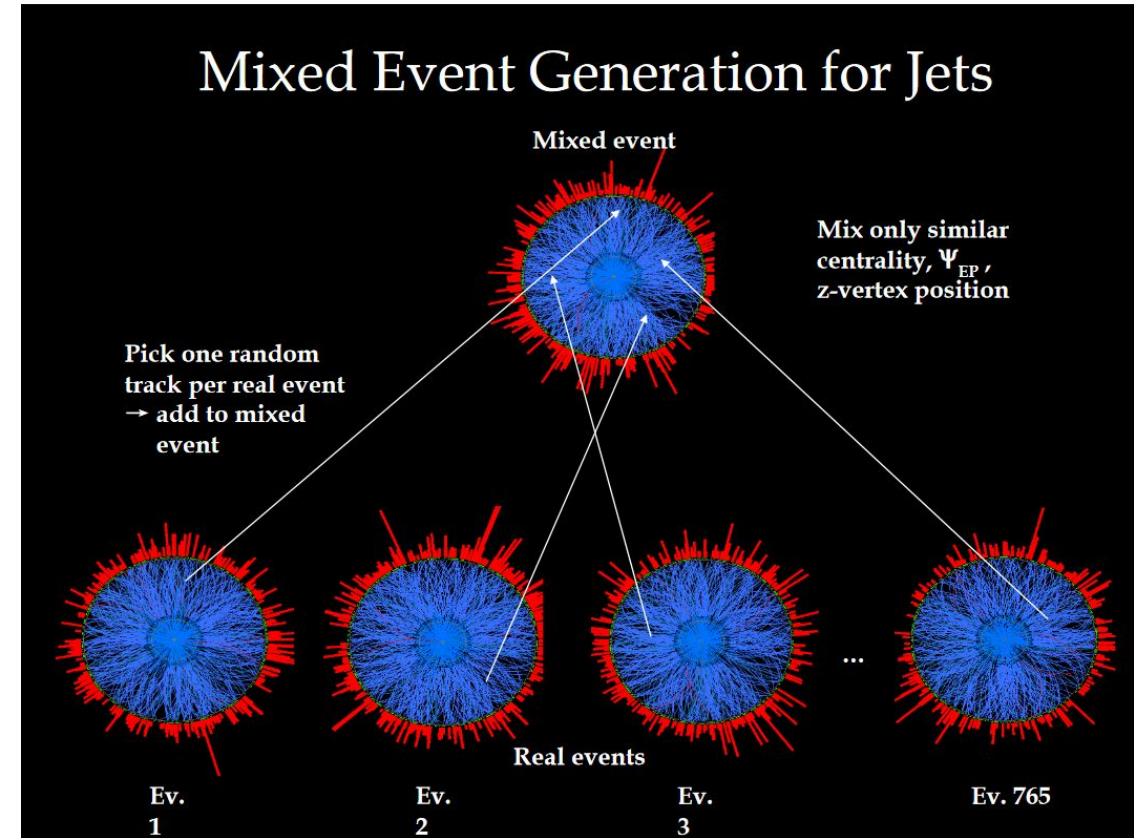 Mixed Event Generation for Jets
Mixed event
Mix only similar
centrality, Ψ_EP ,
z-vertex position
Pick one random
track per real event
→ add to mixed
event
...
Real events
Ev.
1
Ev.
2
Ev.
3
Ev. 765